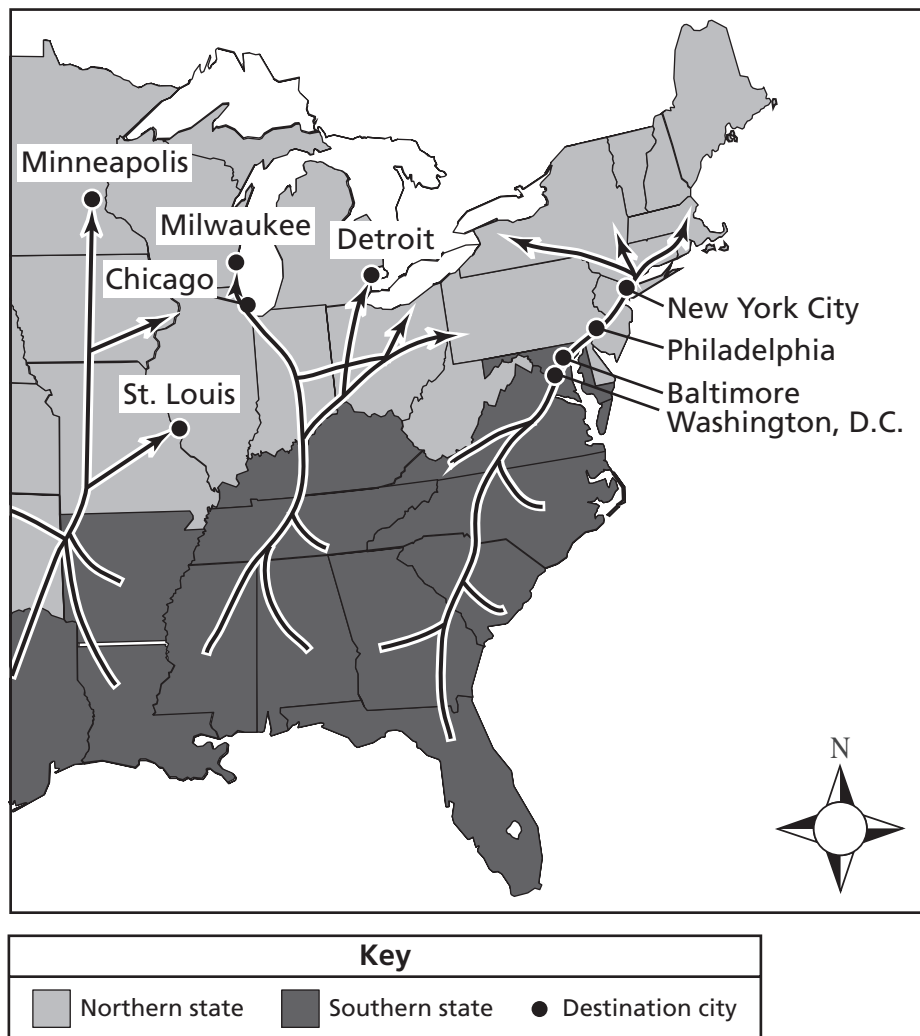 Minneapolis
Milwaukee
Detroit
Chicago
New York City
Philadelphia
St. Louis
Baltimore
Washington, D.C.
N
Key
Northern state
Southern state
Destination city